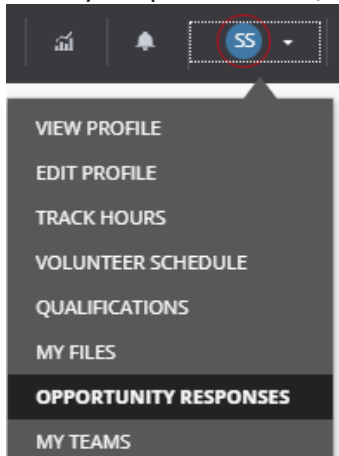 SS
VIEW PROFILE
EDIT PROFILE
TRACK HOURS
VOLUNTEER SCHEDULE
QUALIFICATIONS
MY FILES
OPPORTUNITY RESPONSES
MY TEAMS